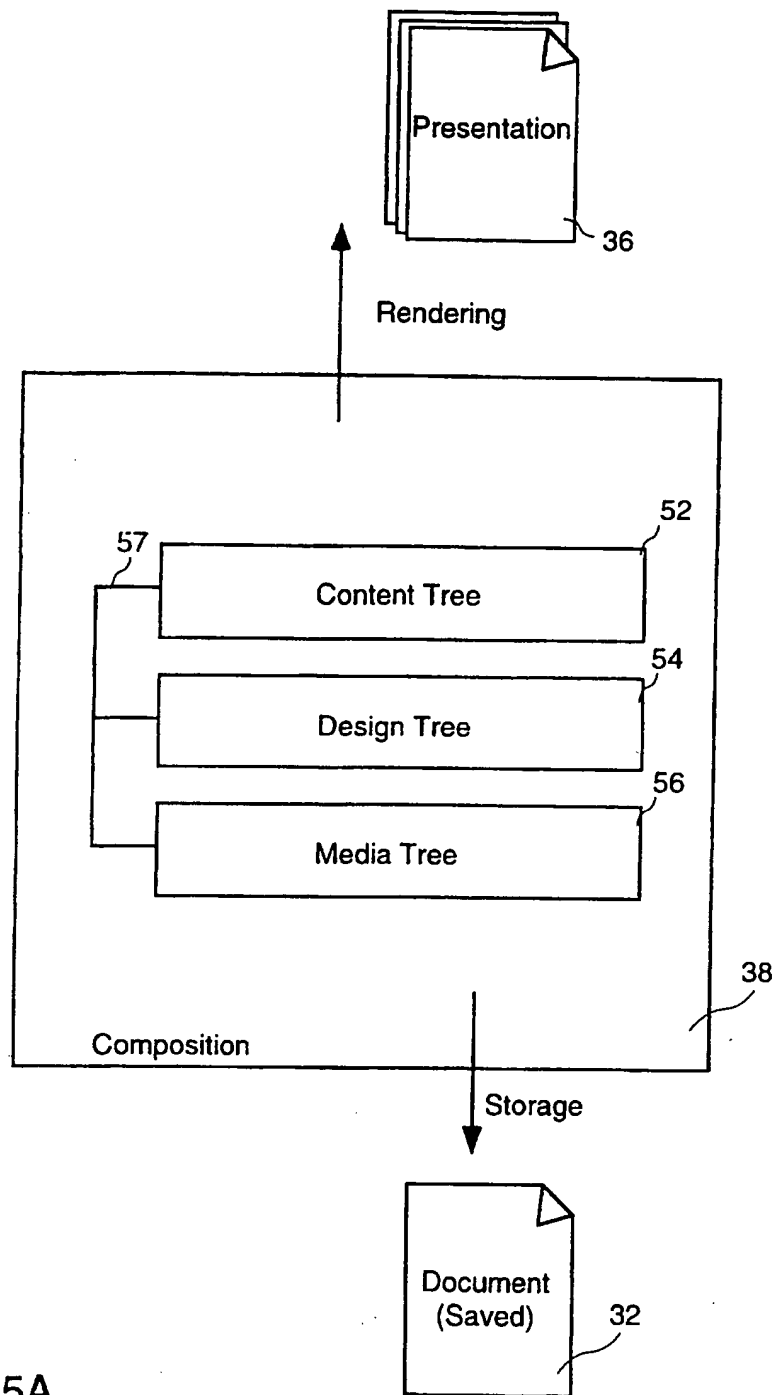 Presentation
36
Rendering
52
57
Content Tree
54
Design Tree
56
Media Tree
38
Composition
Storage
Document
(Saved)
32
5A